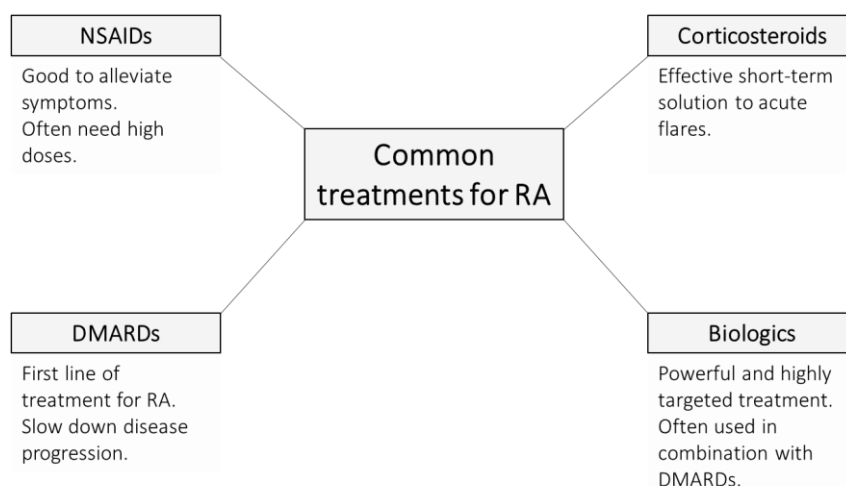 NSAIDs
Good to alleviate
symptoms.
Often need high
doses.
Corticosteroids
Effective short-term
solution to acute
flares.
Common
treatments for RA
DMARDs
First line of
treatment for RA.
Slow down disease
progression.
Biologics
Powerful and highly
targeted treatment.
Often used in
combination with
DMARDs.